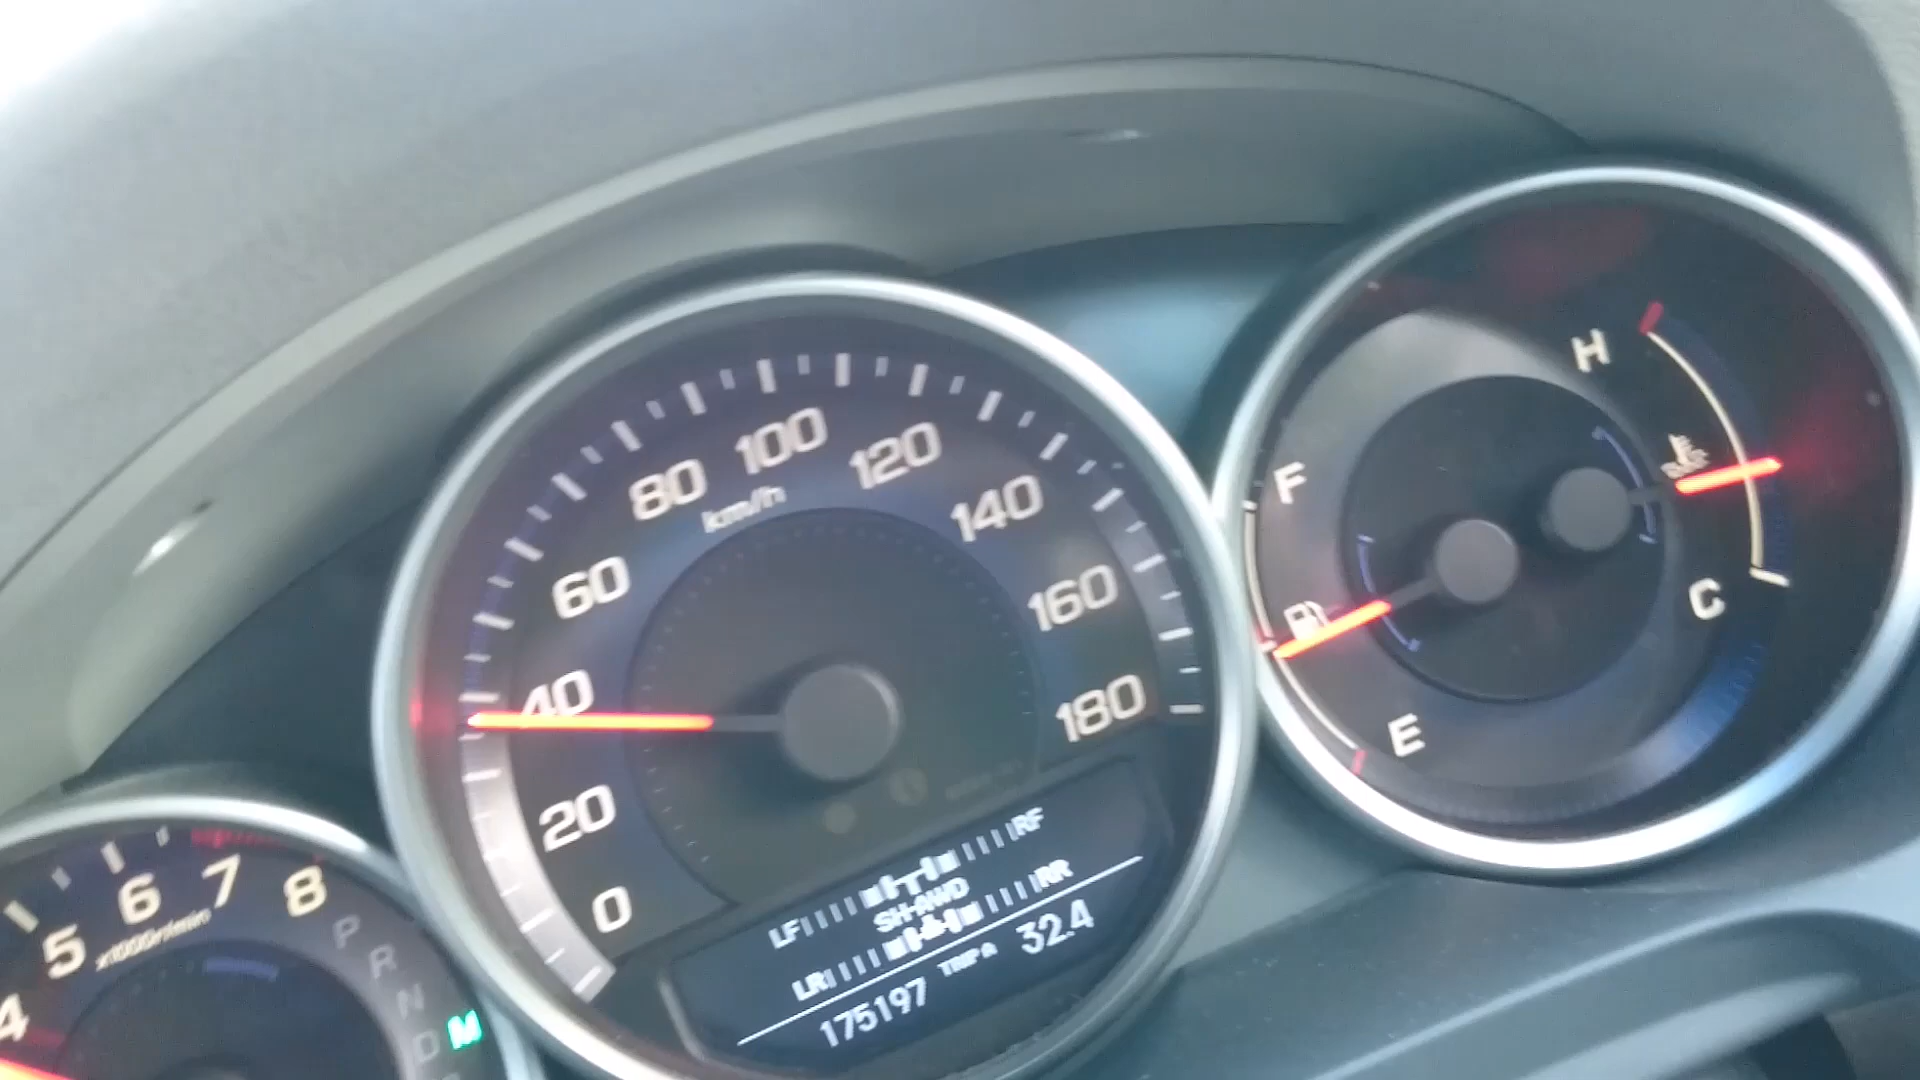 0
20
40
60
80
100
120
140
160
180
km/h
LF RF
SH-AWD
LR RR
TRIP A 32.4
175197
4
5
6
7
8
x1000r/min
P
R
N
D
M
F
E
H
C